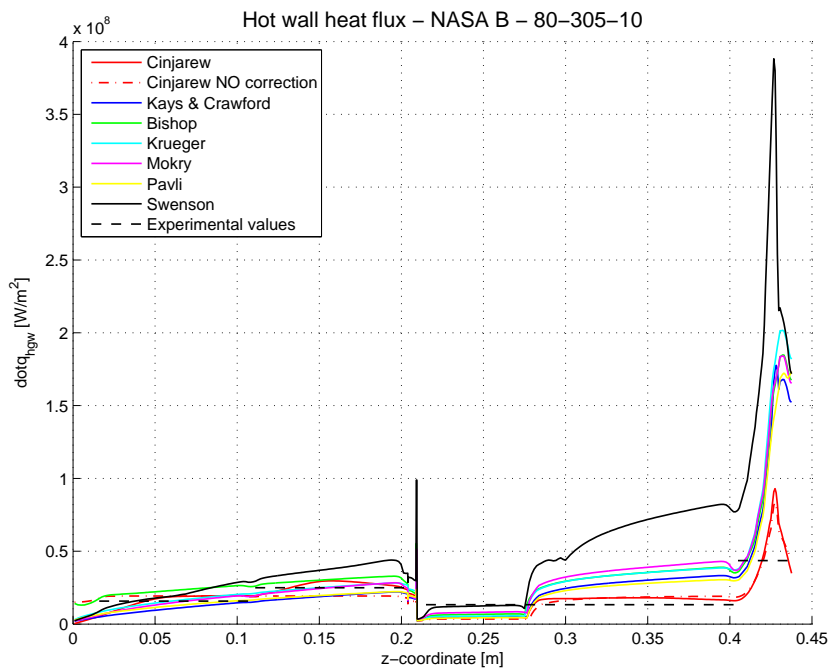 Hot wall heat flux − NASA B − 80−305−10
x 10^8
Cinjarew
Cinjarew NO correction
Kays & Crawford
Bishop
Krueger
Mokry
Pavli
Swenson
Experimental values
4
3.5
3
2.5
2
1.5
1
0.5
0
dotq_hgw [W/m^2]
0 0.05 0.1 0.15 0.2 0.25 0.3 0.35 0.4 0.45
z−coordinate [m]